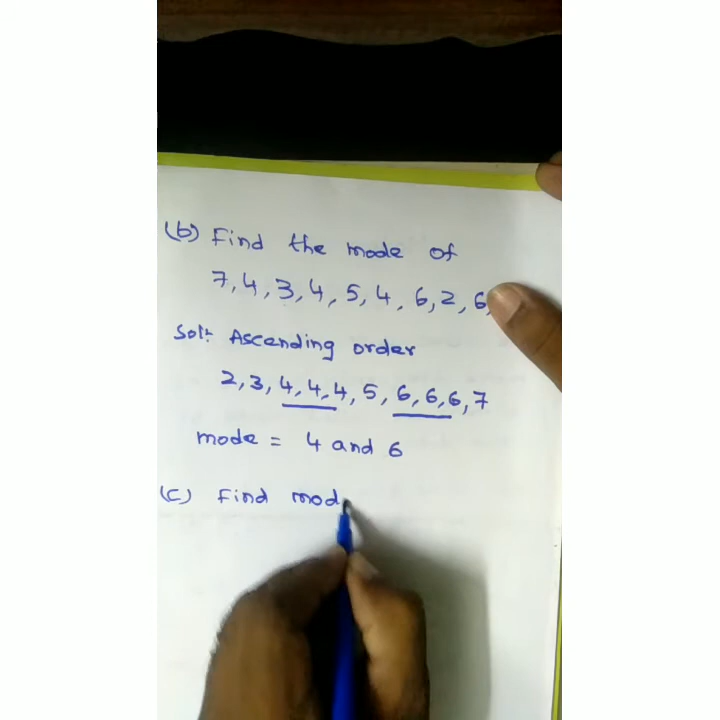 (b) Find the mode of
7, 4, 3, 4, 5, 4, 6, 2, 6,
Sol:- Ascending order
2, 3, 4, 4, 4, 5, 6, 6, 6, 7
mode = 4 and 6
(c) Find mod